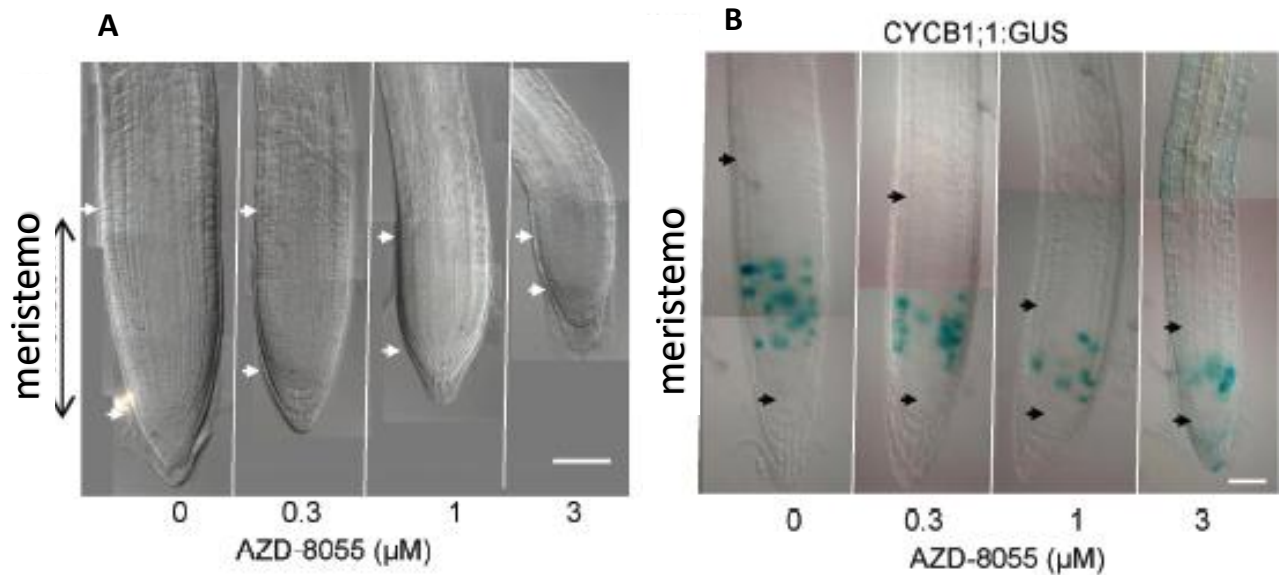 A
meristemo
0 0.3 1 3
AZD-8055 (μM)
B
CYCB1;1:GUS
meristemo
0 0.3 1 3
AZD-8055 (μM)